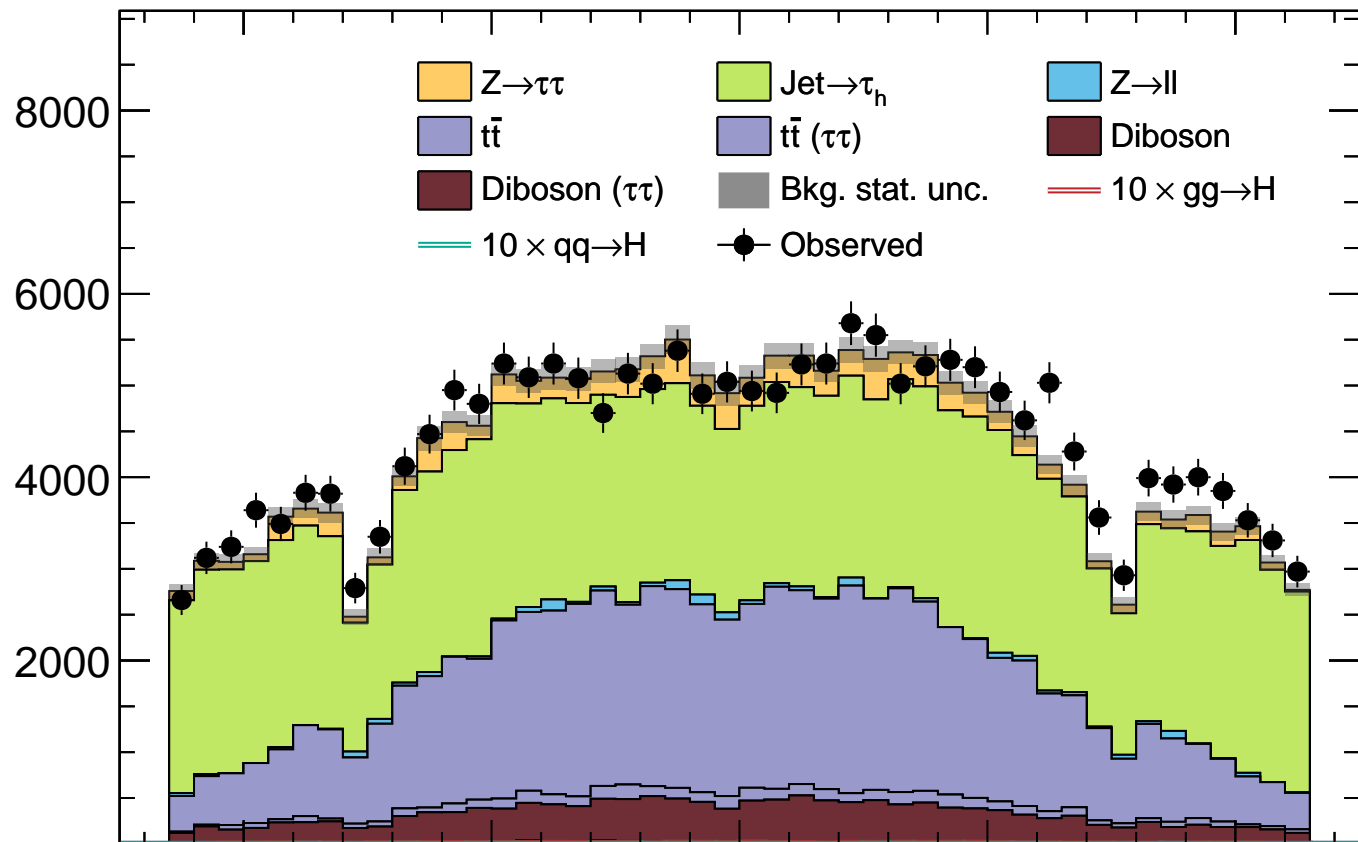 8000
6000
4000
2000
Z→ττ Jet→τh Z→ll
tt̄ tt̄ (ττ) Diboson
Diboson (ττ) Bkg. stat. unc. 10 × gg→H
10 × qq→H Observed